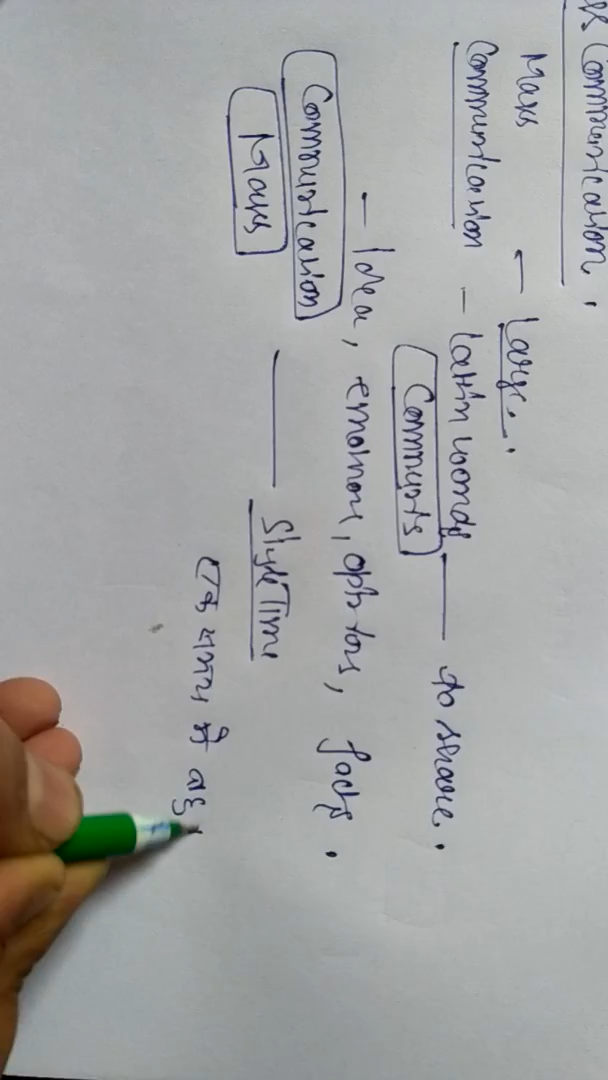 Mass Communication.
Mass – Large.
Communication – Latin words — to share.
Communis
– Idea, emotion, opinions, facts.
Communication
Mass — Single Time
एक समय में बहु